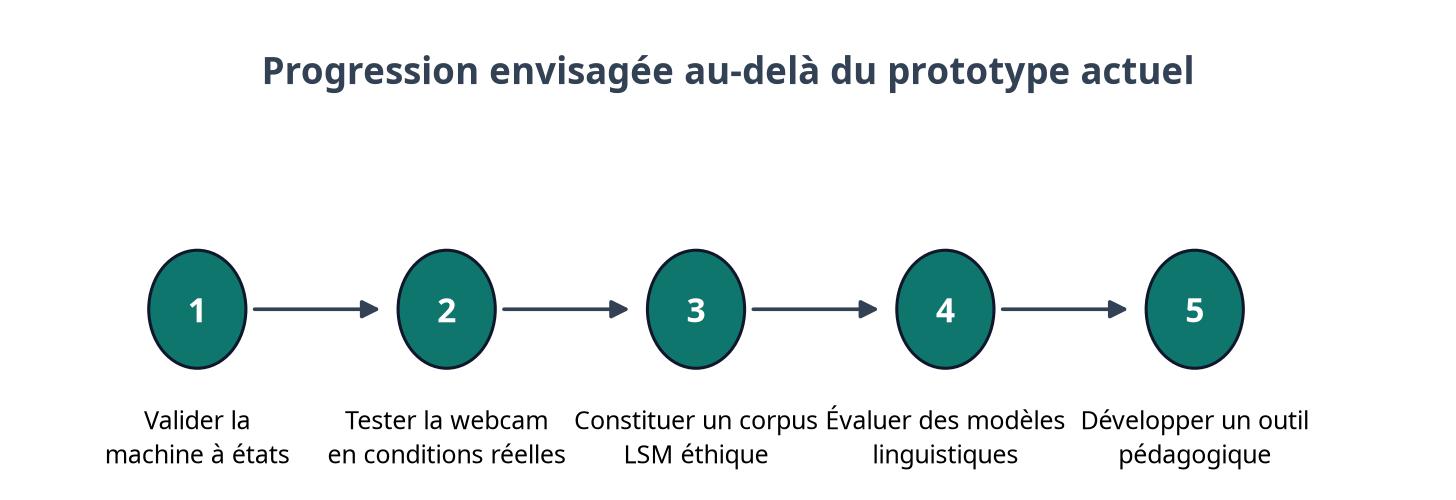 Progression envisagée au-delà du prototype actuel
1
2
3
4
5
Valider la
machine à états
Tester la webcam
en conditions réelles
Constituer un corpus
LSM éthique
Évaluer des modèles
linguistiques
Développer un outil
pédagogique